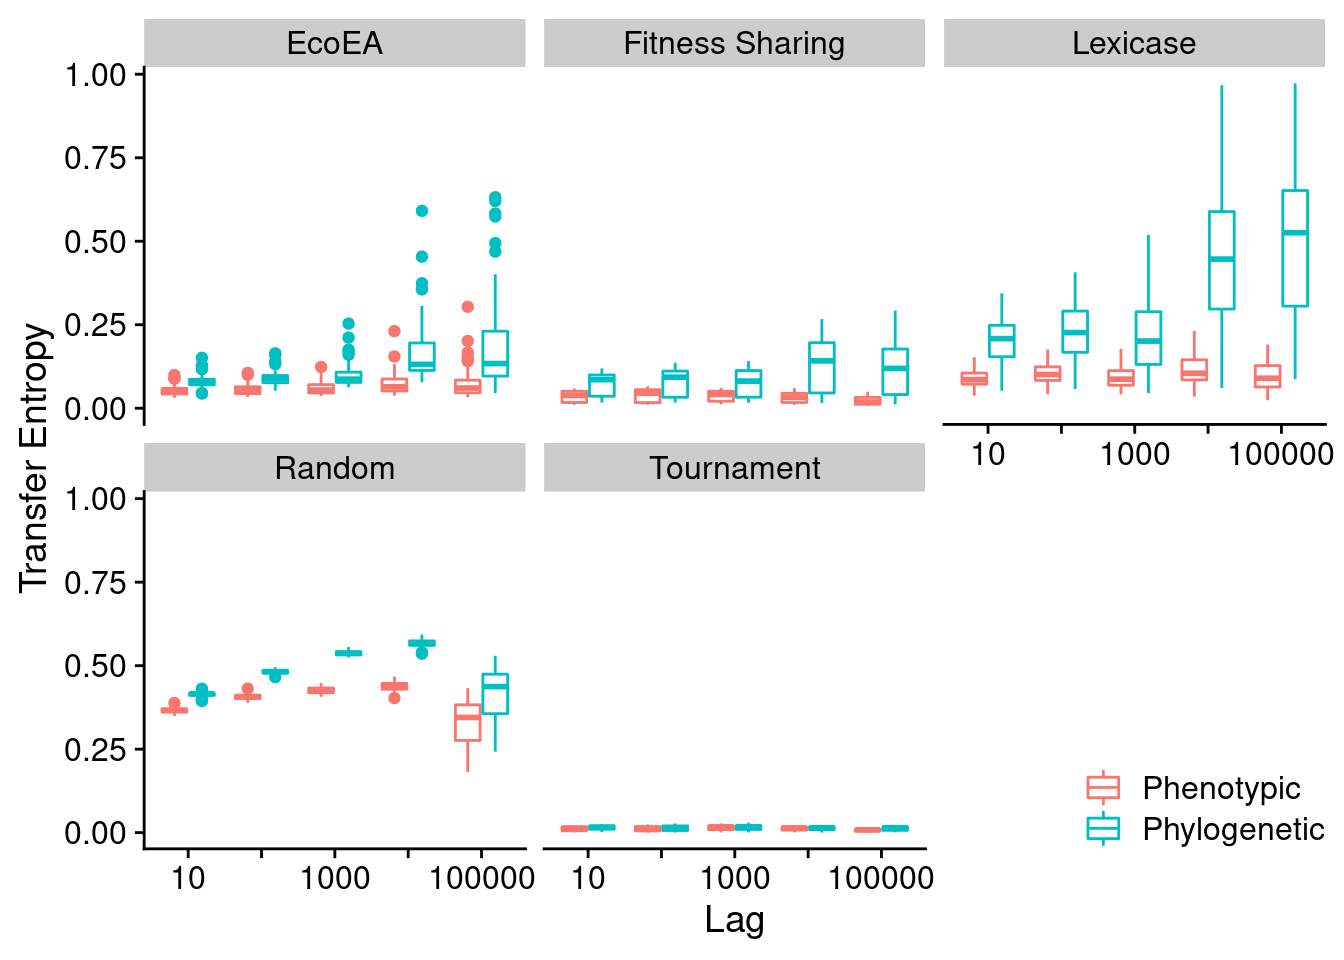 EcoEA
Fitness Sharing
Lexicase
1.00
0.75
0.50
0.25
0.00
10
1000
100000
Transfer Entropy
Random
Tournament
1.00
0.75
0.50
0.25
0.00
10
1000
100000
10
1000
100000
Lag
Phenotypic
Phylogenetic